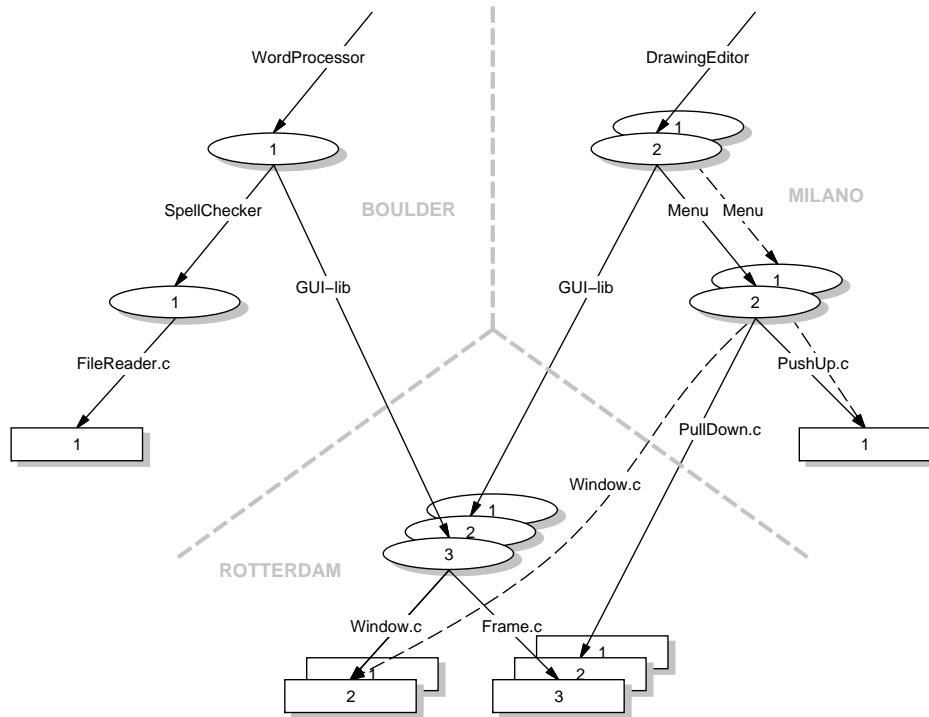 WordProcessor
DrawingEditor
1
1
2
SpellChecker
BOULDER
Menu
Menu
MILANO
1
GUI–lib
GUI–lib
1
2
FileReader.c
PushUp.c
1
PullDown.c
1
Window.c
1
2
3
ROTTERDAM
Window.c
Frame.c
1
1
2
2
3